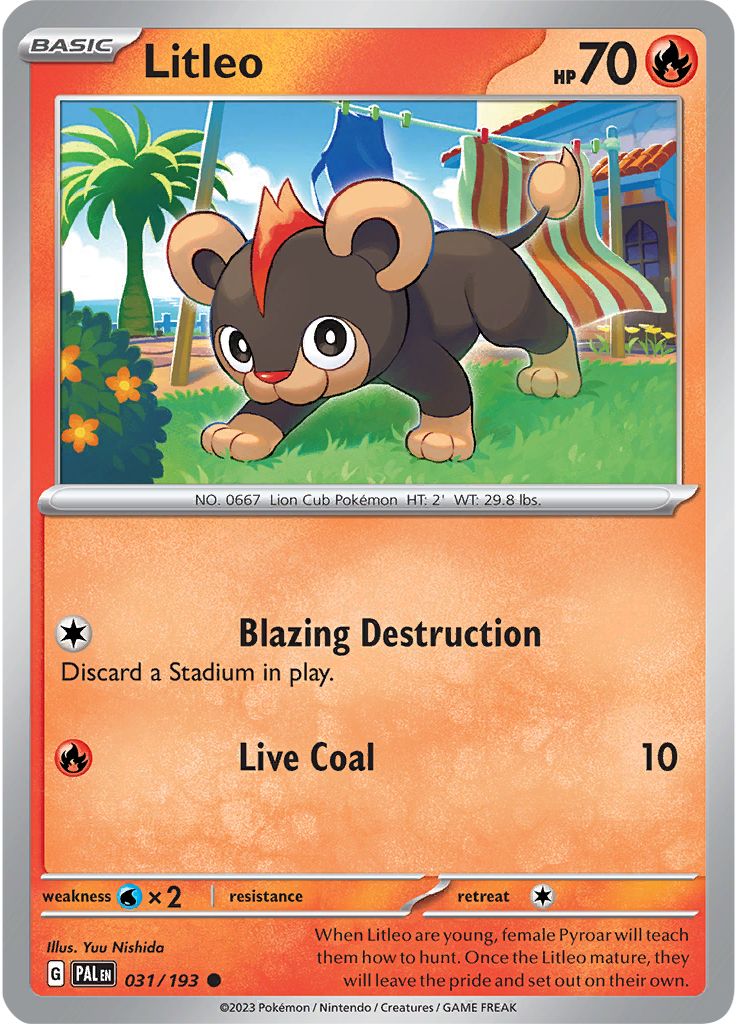 BASIC
Litleo
HP 70
NO. 0667 Lion Cub Pokémon HT: 2' WT: 29.8 lbs.
Blazing Destruction
Discard a Stadium in play.
Live Coal 10
weakness ×2 resistance retreat
Illus. Yuu Nishida
When Litleo are young, female Pyroar will teach
them how to hunt. Once the Litleo mature, they
will leave the pride and set out on their own.
G PAL EN 031/193
©2023 Pokémon / Nintendo / Creatures / GAME FREAK